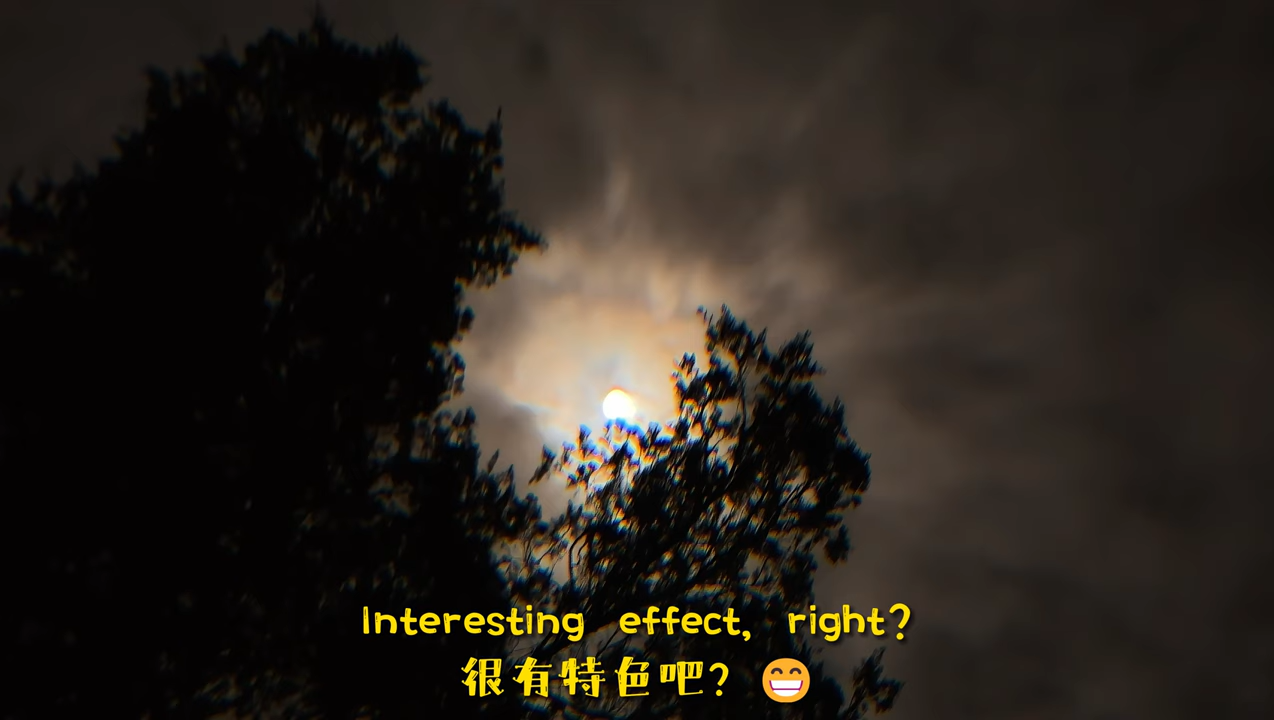 Interesting effect, right?
很有特色吧? 😁